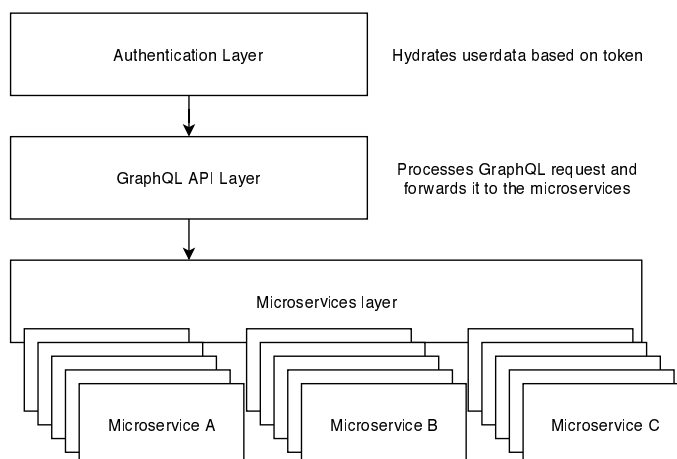 Authentication Layer
Hydrates userdata based on token
GraphQL API Layer
Processes GraphQL request and
forwards it to the microservices
Microservices layer
Microservice A
Microservice B
Microservice C